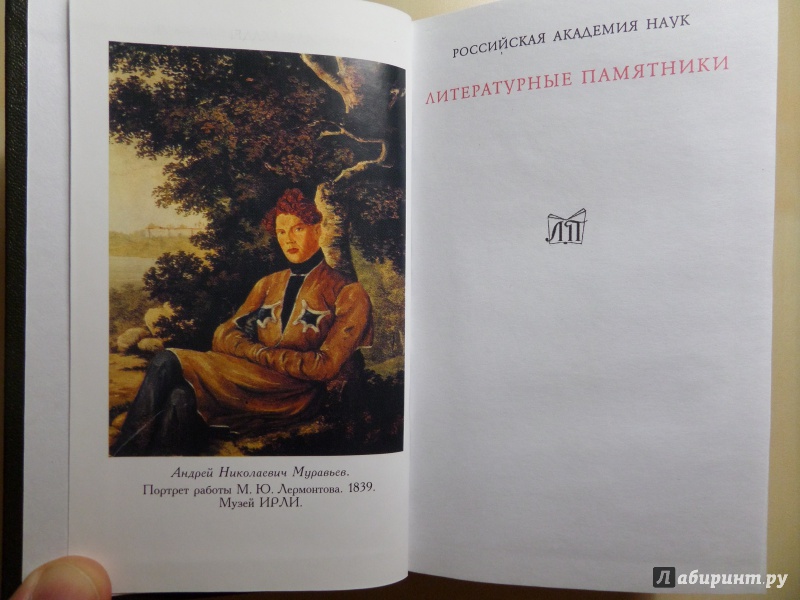 Андрей Николаевич Муравьев.
Портрет работы М. Ю. Лермонтова. 1839.
Музей ИРЛИ.
РОССИЙСКАЯ АКАДЕМИЯ НАУК
ЛИТЕРАТУРНЫЕ ПАМЯТНИКИ
ЛП
Лабиринт.ру